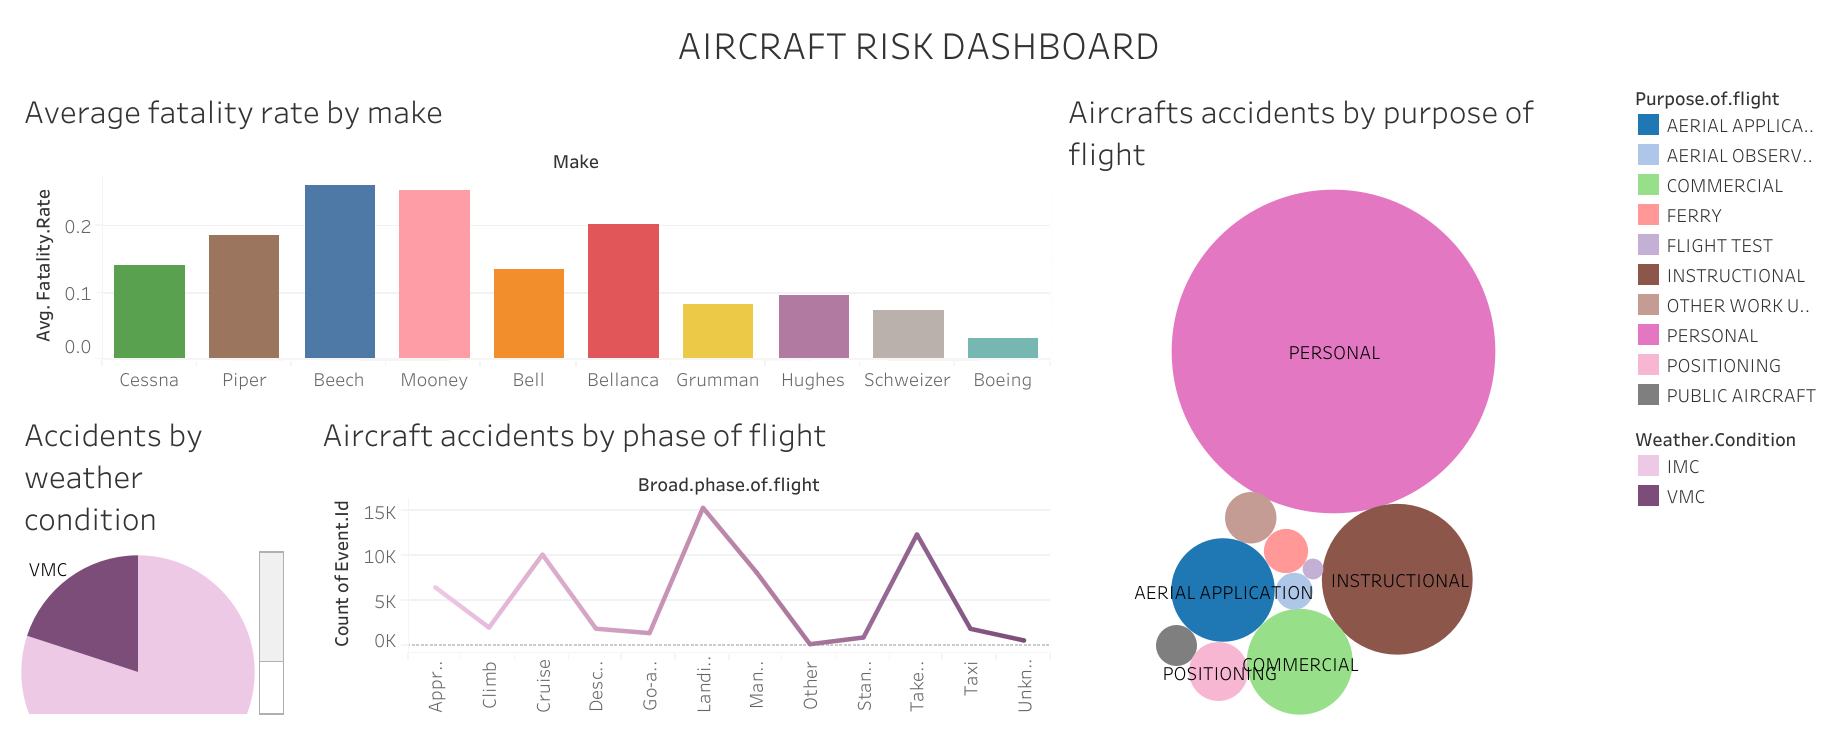 AIRCRAFT RISK DASHBOARD
Average fatality rate by make
Make
Avg. Fatality.Rate
0.2
0.1
0.0
Cessna Piper Beech Mooney Bell Bellanca Grumman Hughes Schweizer Boeing
Accidents by
weather
condition
VMC
Aircraft accidents by phase of flight
Broad.phase.of.flight
Count of Event.Id
15K
10K
5K
0K
Appr.. Climb Cruise Desc.. Go-a.. Landi.. Man.. Other Stan.. Take.. Taxi Unkn..
Aircrafts accidents by purpose of
flight
PERSONAL
INSTRUCTIONAL
AERIAL APPLICATION
COMMERCIAL
POSITIONING
Purpose.of.flight
AERIAL APPLICA..
AERIAL OBSERV..
COMMERCIAL
FERRY
FLIGHT TEST
INSTRUCTIONAL
OTHER WORK U..
PERSONAL
POSITIONING
PUBLIC AIRCRAFT
Weather.Condition
IMC
VMC